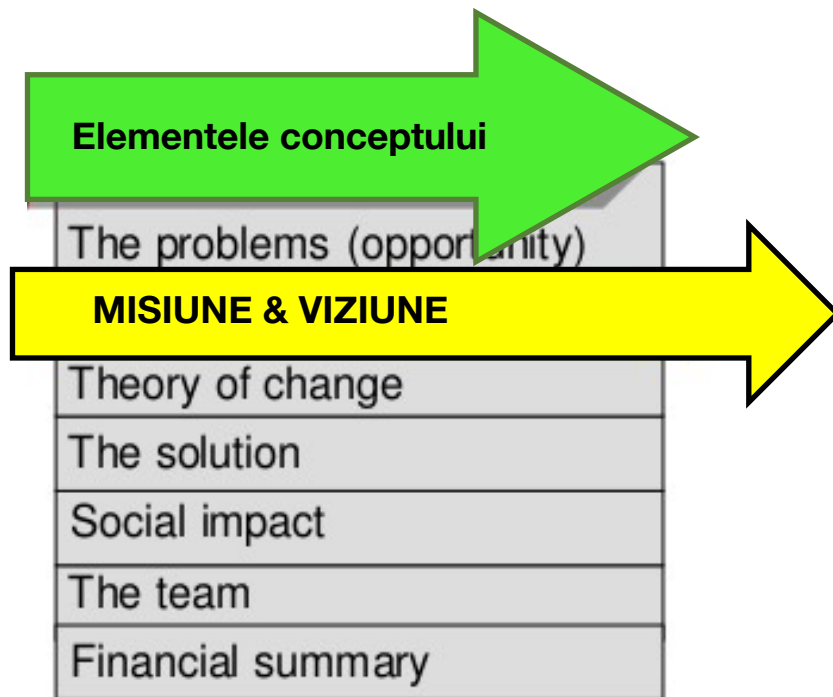 Elementele conceptului
The problems (opportunity)
MISIUNE & VIZIUNE
Theory of change
The solution
Social impact
The team
Financial summary